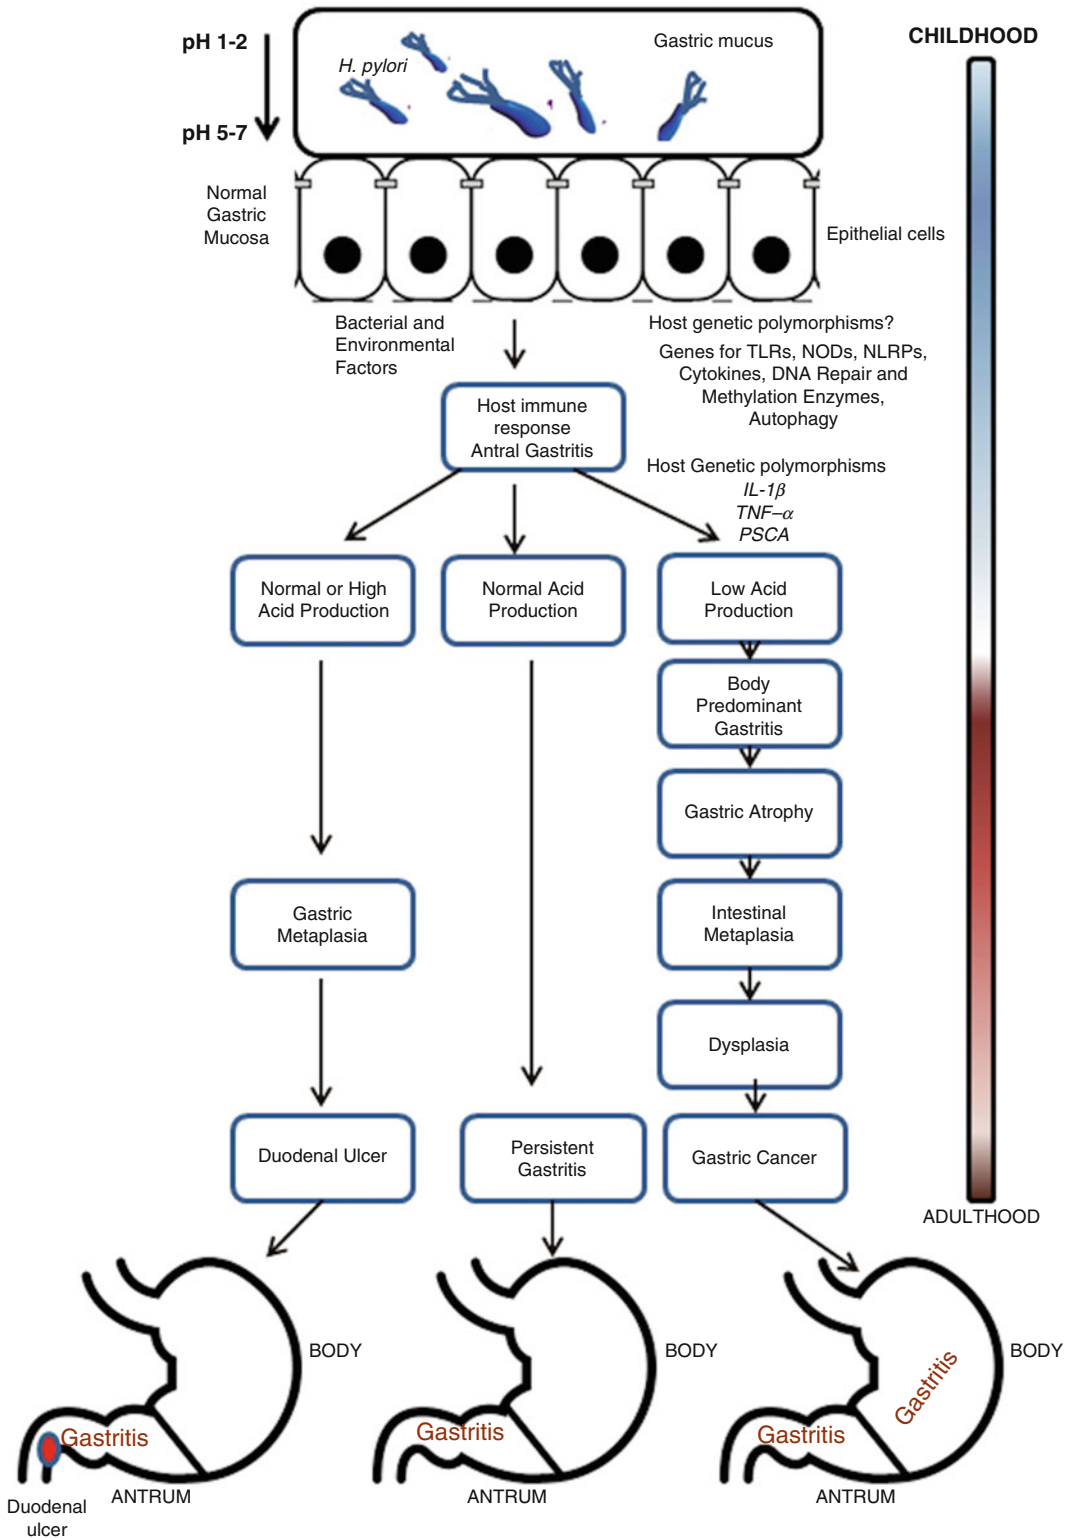 pH 1-2
H. pylori
Gastric mucus
CHILDHOOD
pH 5-7
Normal
Gastric
Mucosa
Epithelial cells
Bacterial and
Environmental
Factors
Host genetic polymorphisms?
Genes for TLRs, NODs, NLRPs,
Cytokines, DNA Repair and
Methylation Enzymes,
Autophagy
Host immune
response
Antral Gastritis
Host Genetic polymorphisms
IL-1β
TNF–α
PSCA
Normal or High
Acid Production
Normal Acid
Production
Low Acid
Production
Body
Predominant
Gastritis
Gastric Atrophy
Gastric
Metaplasia
Intestinal
Metaplasia
Dysplasia
Duodenal Ulcer
Persistent
Gastritis
Gastric Cancer
ADULTHOOD
BODY
Gastritis
ANTRUM
Duodenal
ulcer
BODY
Gastritis
ANTRUM
BODY
Gastritis
Gastritis
ANTRUM